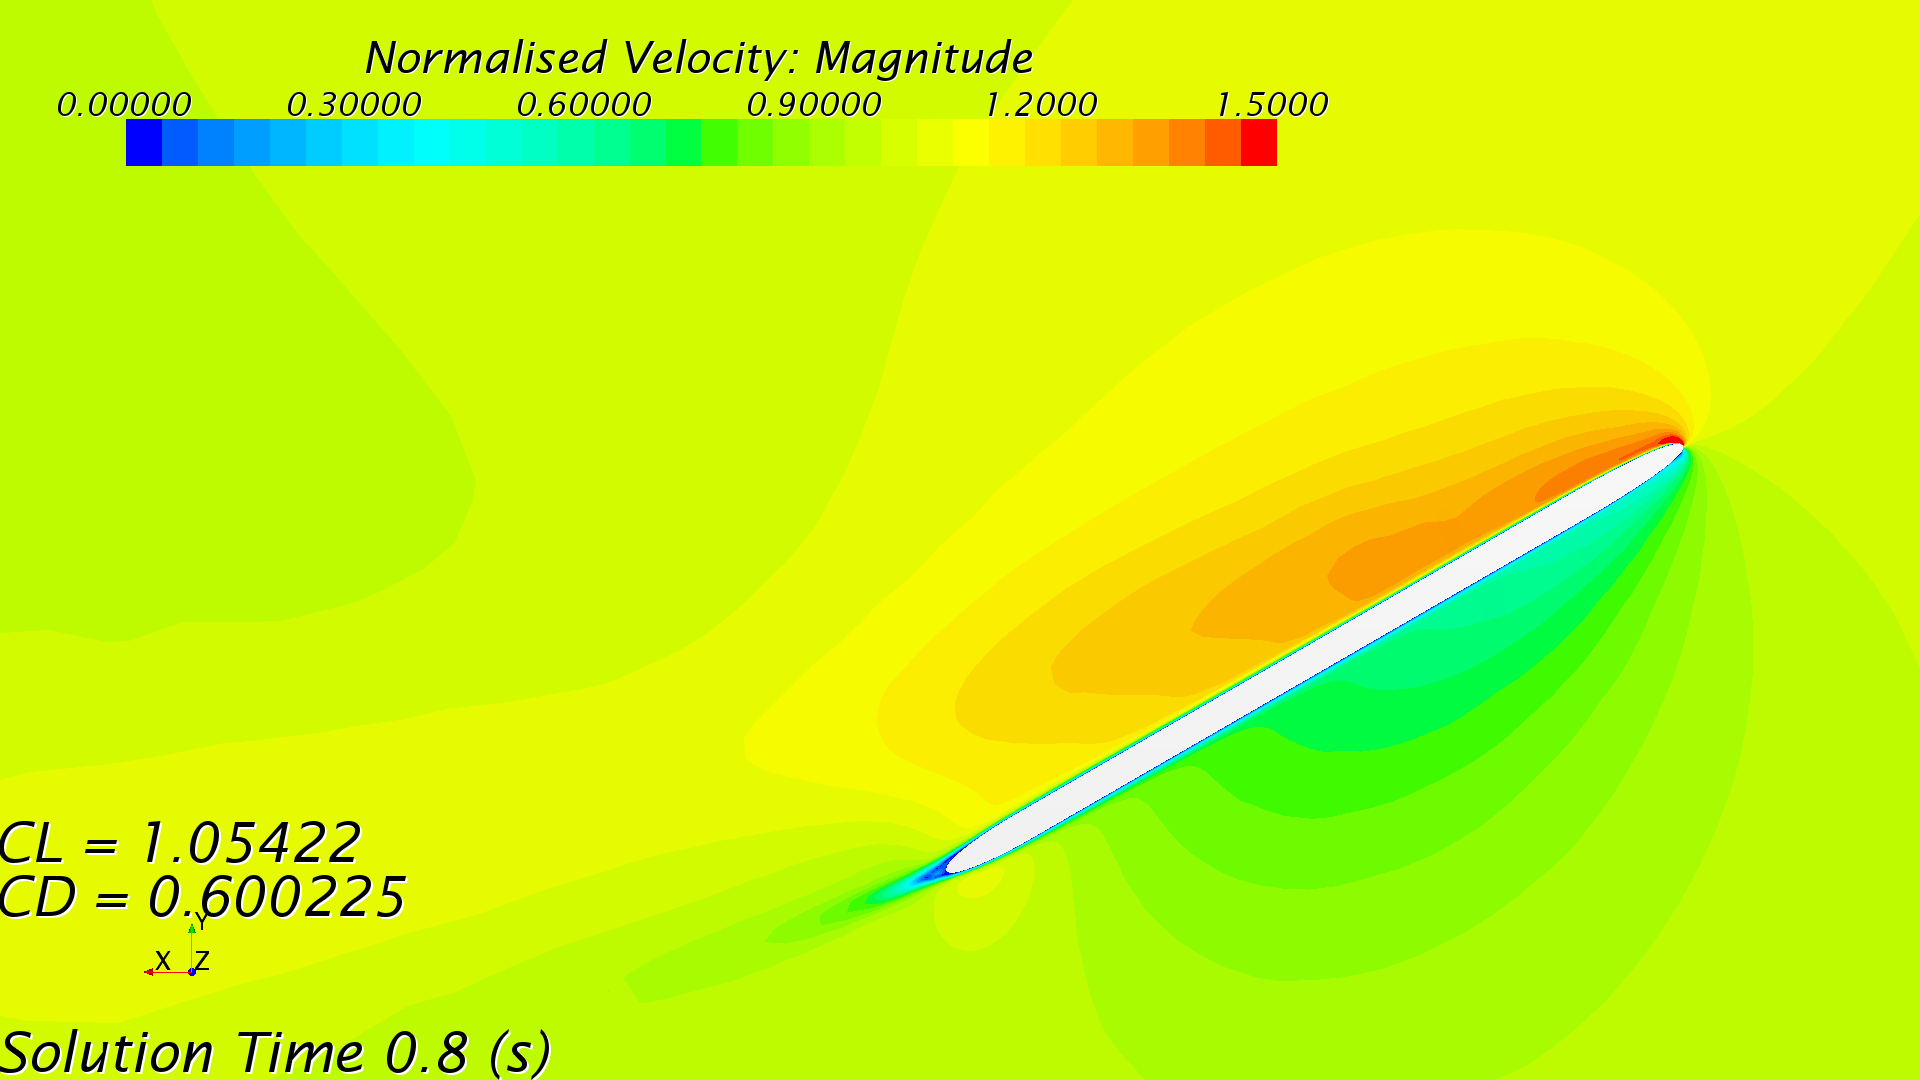 Normalised Velocity: Magnitude
0.00000 0.30000 0.60000 0.90000 1.2000 1.5000
CL = 1.05422
CD = 0.600225
Y
X Z
Solution Time 0.8 (s)